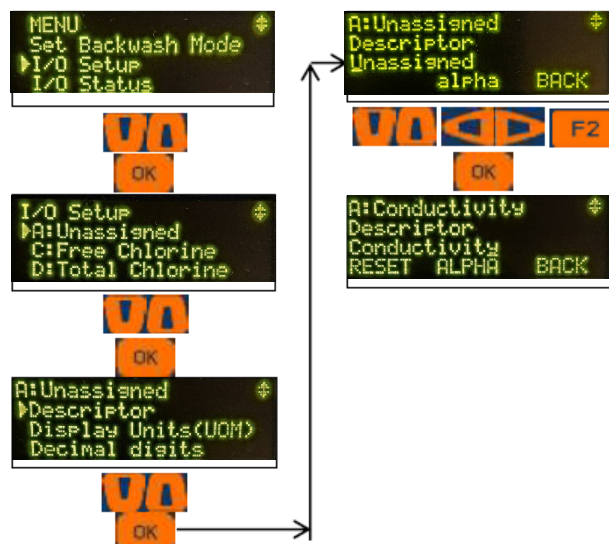 MENU
Set Backwash Mode
I/O Setup
I/O Status
OK
I/O Setup
A:Unassigned
C:Free Chlorine
D:Total Chlorine
OK
A:Unassigned
Descriptor
Display Units(UOM)
Decimal digits
OK
A:Unassigned
Descriptor
Unassigned
alpha BACK
F2
OK
A:Conductivity
Descriptor
Conductivity
RESET ALPHA BACK